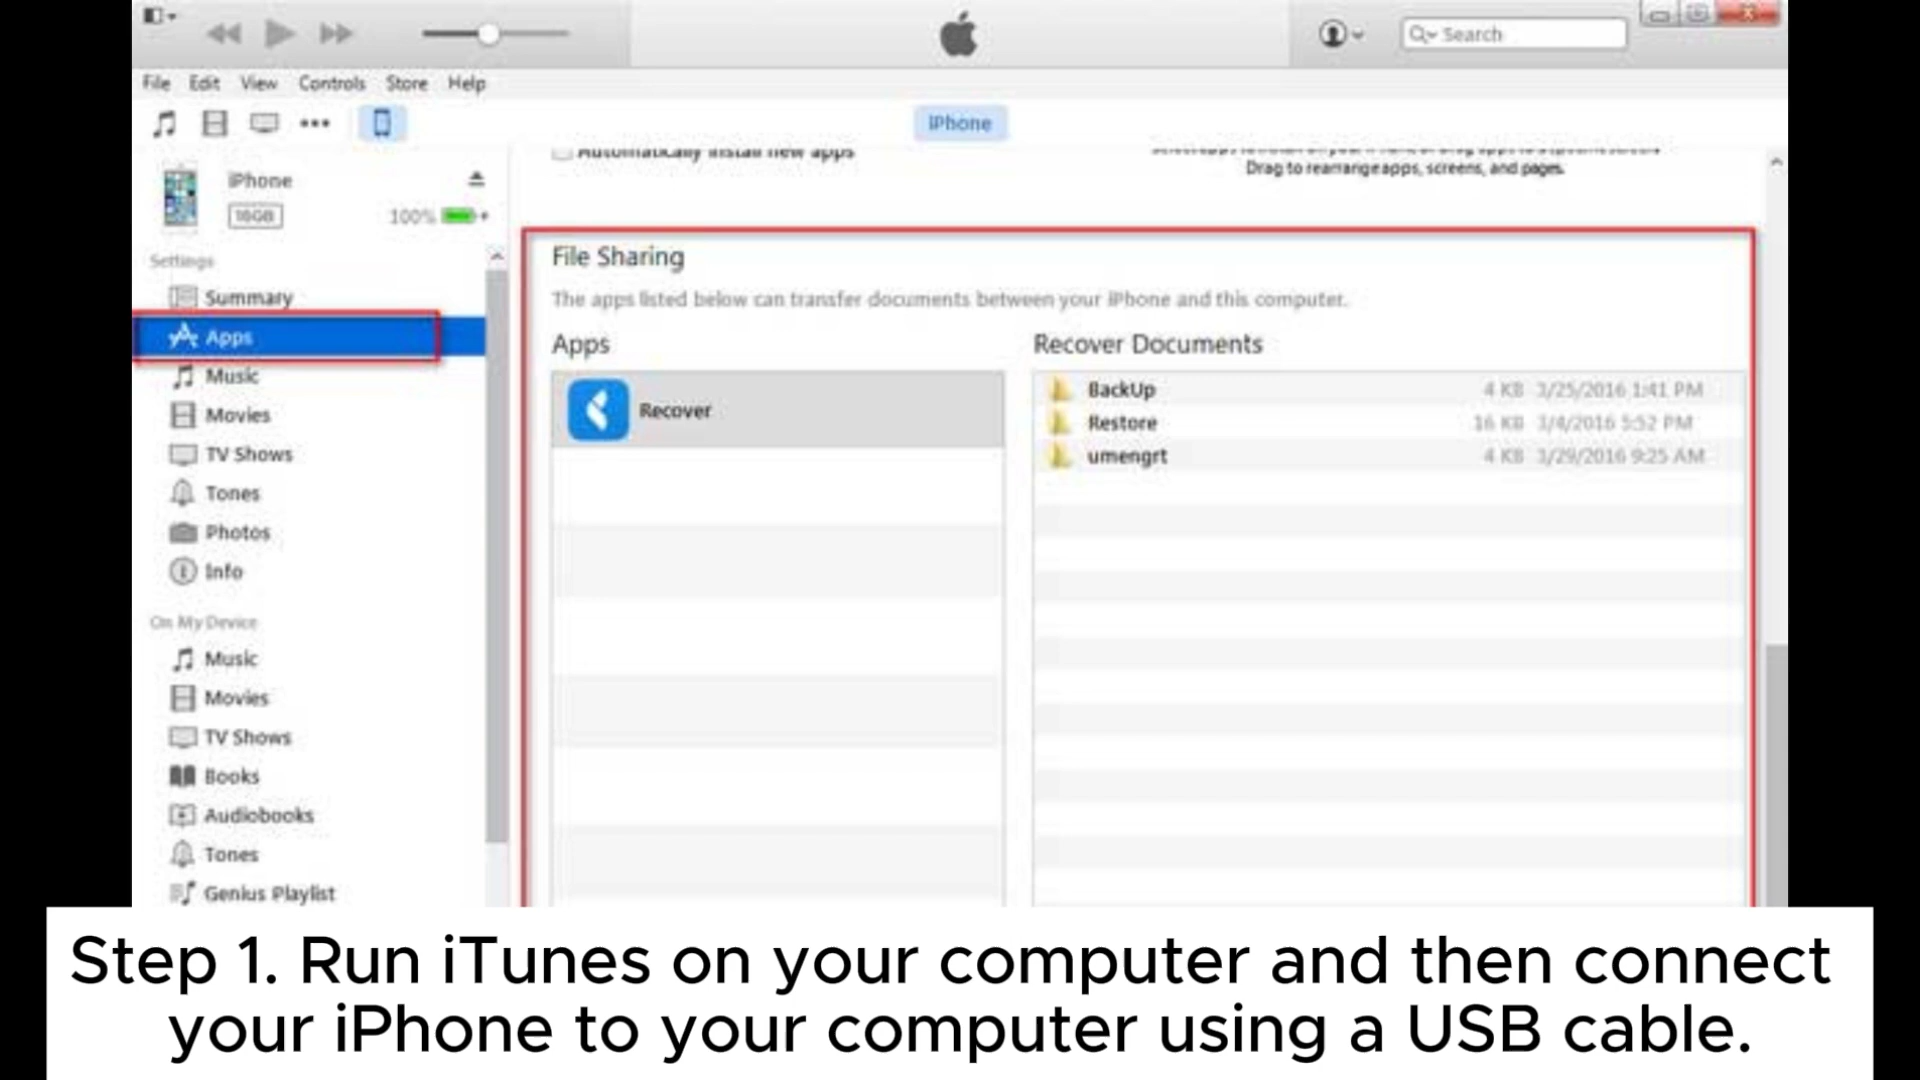 Search
File Edit View Controls Store Help
iPhone
Automatically install new apps
Drag to rearrange apps, screens, and pages.
iPhone
16GB
100%
Settings
Summary
Apps
Music
Movies
TV Shows
Tones
Photos
Info
On My Device
Music
Movies
TV Shows
Books
Audiobooks
Tones
Genius Playlist
File Sharing
The apps listed below can transfer documents between your iPhone and this computer.
Apps
Recover
Recover Documents
BackUp 4 KB 3/25/2016 1:41 PM
Restore 16 KB 3/4/2016 5:52 PM
umengrt 4 KB 3/29/2016 9:25 AM
Step 1. Run iTunes on your computer and then connect
your iPhone to your computer using a USB cable.